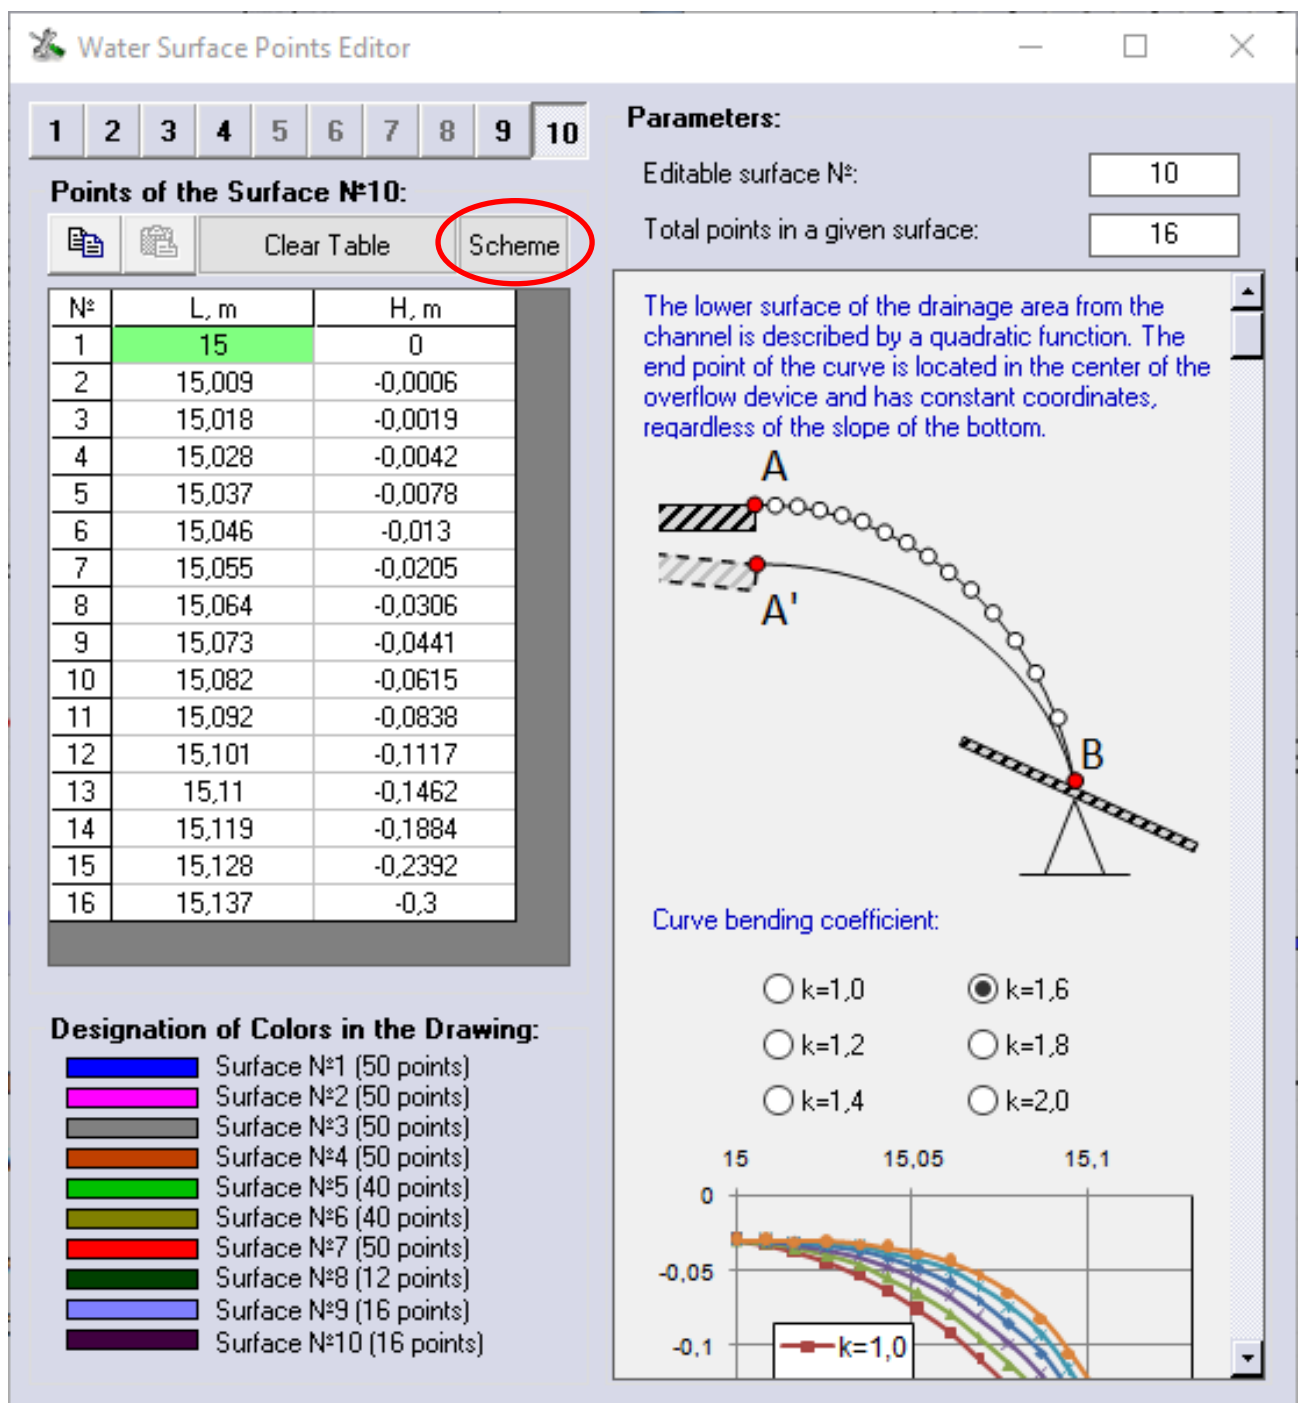 Water Surface Points Editor
1 2 3 4 5 6 7 8 9 10
Points of the Surface №10:
Clear Table Scheme
№ L, m H, m
1 15 0
2 15,009 -0,0006
3 15,018 -0,0019
4 15,028 -0,0042
5 15,037 -0,0078
6 15,046 -0,013
7 15,055 -0,0205
8 15,064 -0,0306
9 15,073 -0,0441
10 15,082 -0,0615
11 15,092 -0,0838
12 15,101 -0,1117
13 15,11 -0,1462
14 15,119 -0,1884
15 15,128 -0,2392
16 15,137 -0,3
Designation of Colors in the Drawing:
Surface №1 (50 points)
Surface №2 (50 points)
Surface №3 (50 points)
Surface №4 (50 points)
Surface №5 (40 points)
Surface №6 (40 points)
Surface №7 (50 points)
Surface №8 (12 points)
Surface №9 (16 points)
Surface №10 (16 points)
Parameters:
Editable surface №: 10
Total points in a given surface: 16
The lower surface of the drainage area from the
channel is described by a quadratic function. The
end point of the curve is located in the center of the
overflow device and has constant coordinates,
regardless of the slope of the bottom.
A
A'
B
Curve bending coefficient:
k=1,0 k=1,6
k=1,2 k=1,8
k=1,4 k=2,0
15 15,05 15,1
0
-0,05
-0,1
k=1,0